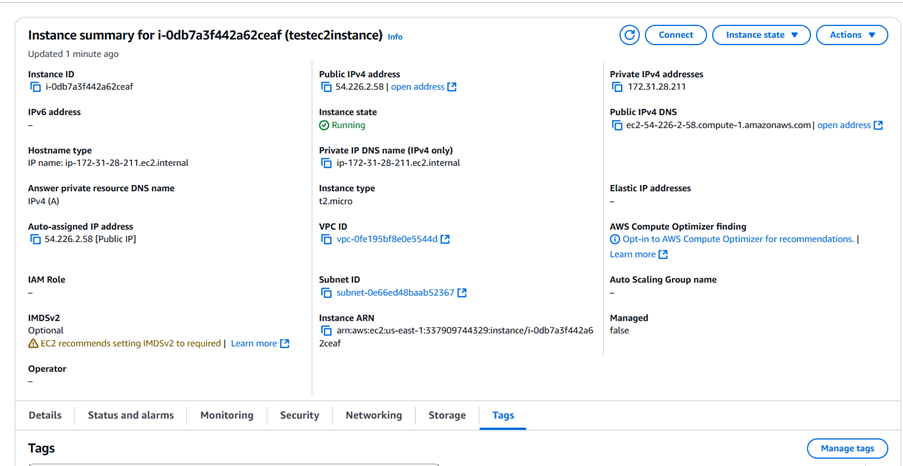 Instance summary for i-0db7a3f442a62ceaf (testec2instance) Info
Updated 1 minute ago
Connect
Instance state
Actions
Instance ID
i-0db7a3f442a62ceaf
Public IPv4 address
54.226.2.58 | open address
Private IPv4 addresses
172.31.28.211
IPv6 address
–
Instance state
Running
Public IPv4 DNS
ec2-54-226-2-58.compute-1.amazonaws.com | open address
Hostname type
IP name: ip-172-31-28-211.ec2.internal
Private IP DNS name (IPv4 only)
ip-172-31-28-211.ec2.internal
Answer private resource DNS name
IPv4 (A)
Instance type
t2.micro
Elastic IP addresses
–
Auto-assigned IP address
54.226.2.58 [Public IP]
VPC ID
vpc-0fe195bf8e0e5544d
AWS Compute Optimizer finding
Opt-in to AWS Compute Optimizer for recommendations. |
Learn more
IAM Role
–
Subnet ID
subnet-0e66ed48baab52367
Auto Scaling Group name
–
IMDSv2
Optional
EC2 recommends setting IMDSv2 to required | Learn more
Instance ARN
arn:aws:ec2:us-east-1:337909744329:instance/i-0db7a3f442a6
2ceaf
Managed
false
Operator
–
Details
Status and alarms
Monitoring
Security
Networking
Storage
Tags
Tags
Manage tags